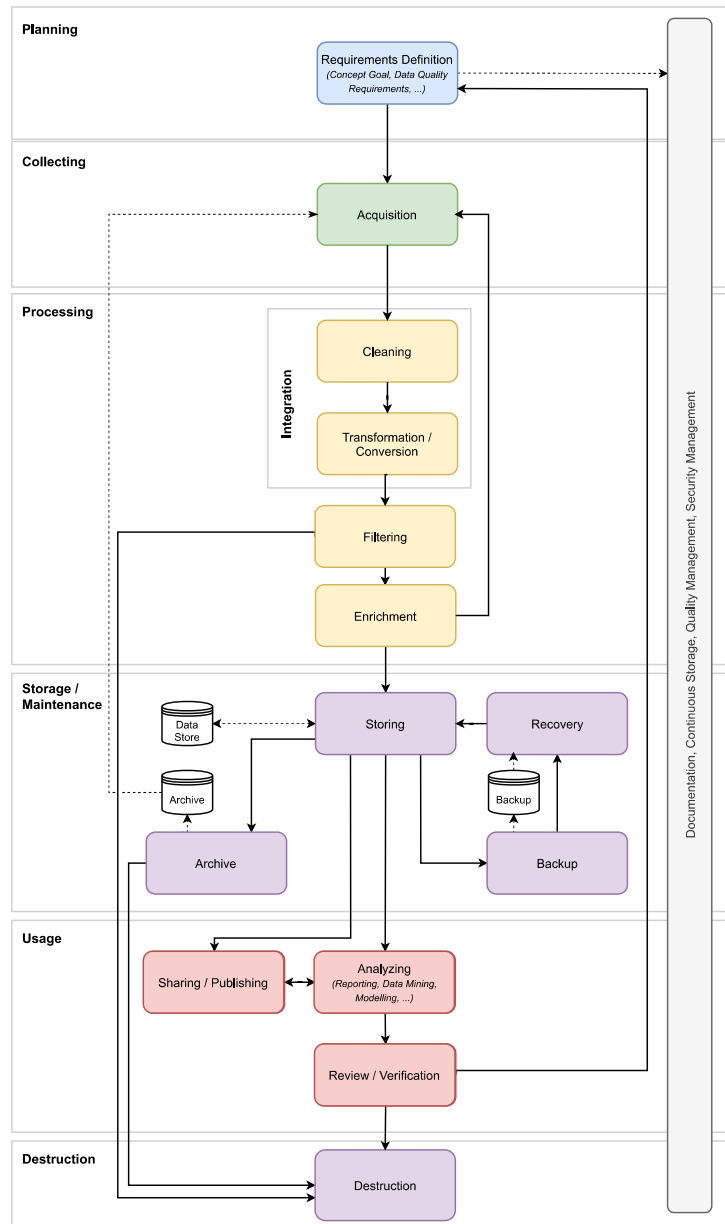 Planning
Requirements Definition
(Concept Goal, Data Quality
Requirements, ...)
Collecting
Acquisition
Processing
Integration
Cleaning
Transformation /
Conversion
Filtering
Enrichment
Storage /
Maintenance
Data
Store
Storing
Recovery
Archive
Backup
Archive
Backup
Usage
Sharing / Publishing
Analyzing
(Reporting, Data Mining,
Modelling, ...)
Review / Verification
Destruction
Destruction
Documentation, Continuous Storage, Quality Management, Security Management